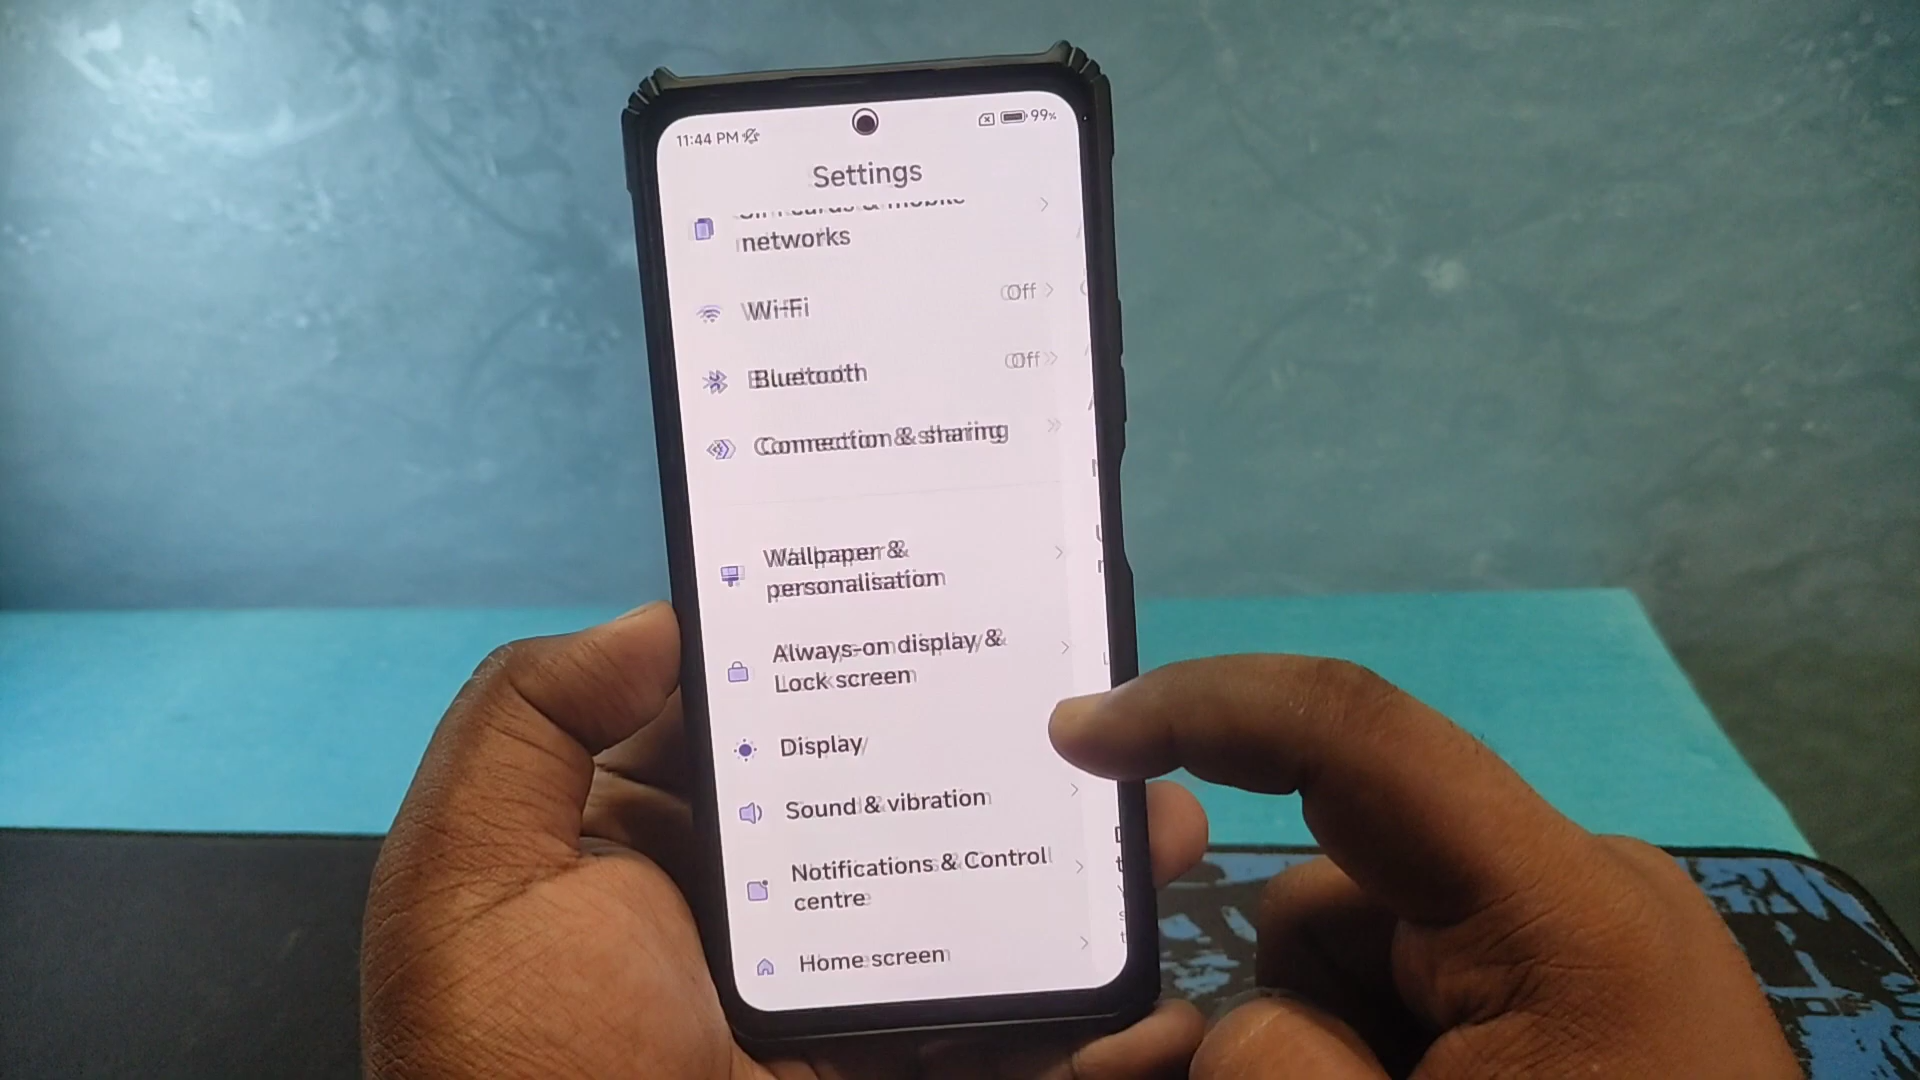 11:44 PM
99%
Settings
networks
Wi-Fi
Off
Bluetooth
Off
Connection & sharing
Wallpaper &
personalisation
Always-on display &
Lock screen
Display
Sound & vibration
Notifications & Control
centre
Home screen